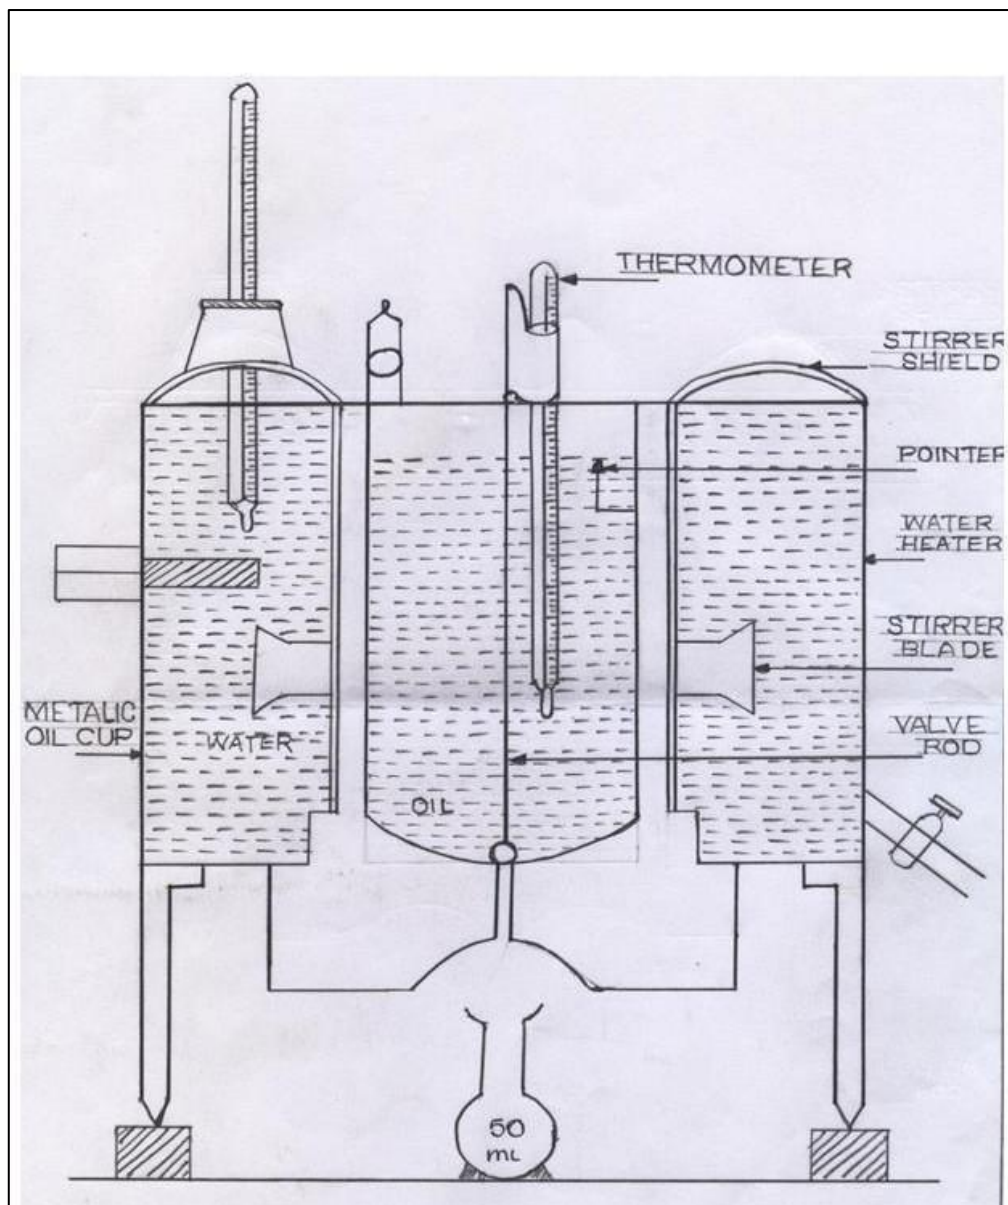 THERMOMETER
STIRRER
SHIELD
POINTER
WATER
HEATER
STIRRER
BLADE
METALIC
OIL CUP
WATER
VALVE
ROD
OIL
50
mL